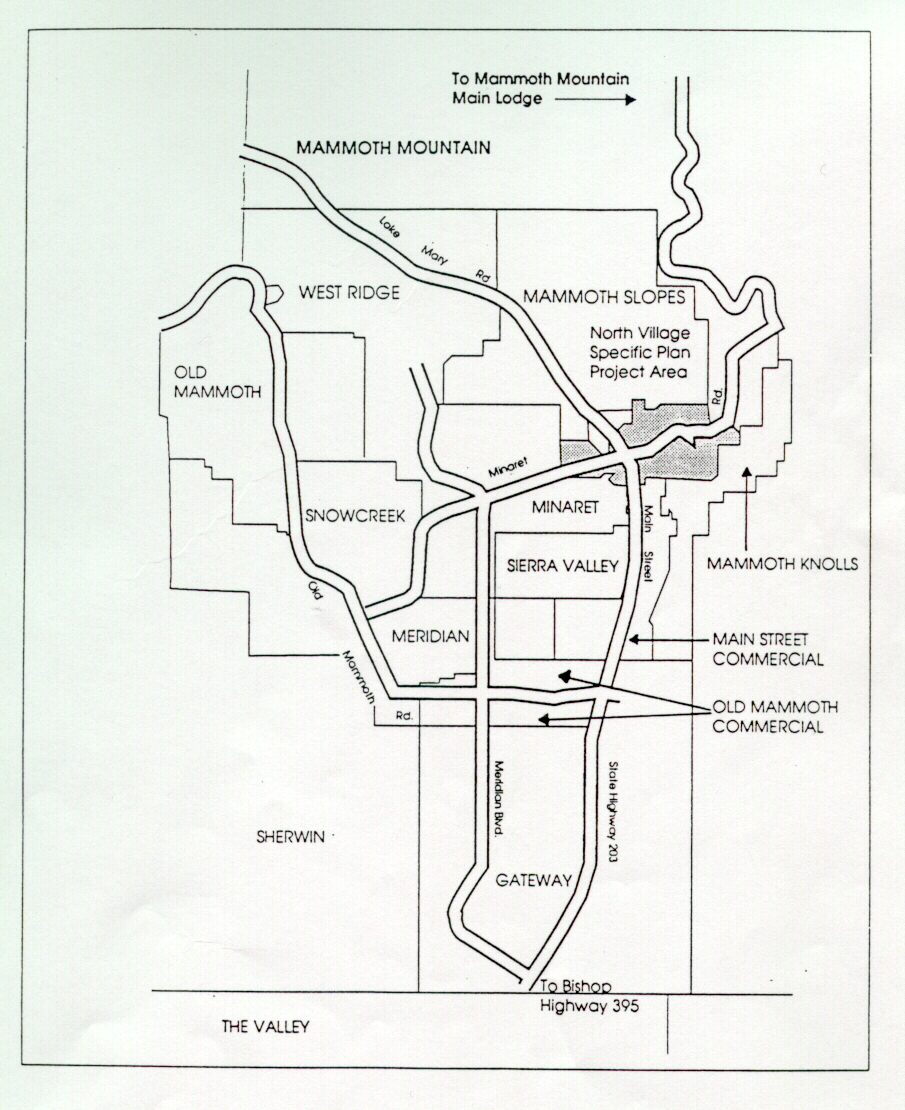 To Mammoth Mountain
Main Lodge
MAMMOTH MOUNTAIN
Lake Mary Rd
WEST RIDGE
MAMMOTH SLOPES
North Village
Specific Plan
Project Area
OLD
MAMMOTH
Rd.
Minaret
SNOWCREEK
MINARET
Main Street
SIERRA VALLEY
MAMMOTH KNOLLS
Old
MERIDIAN
MAIN STREET
COMMERCIAL
Mammoth
Rd.
OLD MAMMOTH
COMMERCIAL
Meridian Blvd.
State Highway 203
SHERWIN
GATEWAY
To Bishop
Highway 395
THE VALLEY